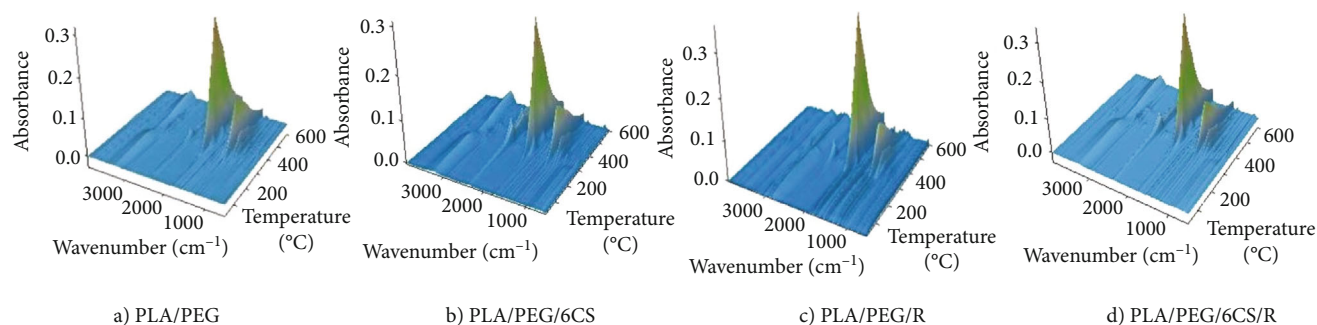 Absorbance
0.3
0.2
0.1
0.0
3000
2000
1000
Wavenumber (cm⁻¹)
200
400
600
Temperature
(°C)
a) PLA/PEG
Absorbance
0.3
0.2
0.1
0.0
3000
2000
1000
Wavenumber (cm⁻¹)
200
400
600
Temperature
(°C)
b) PLA/PEG/6CS
Absorbance
0.3
0.2
0.1
0.0
3000
2000
1000
Wavenumber (cm⁻¹)
200
400
600
Temperature
(°C)
c) PLA/PEG/R
Absorbance
0.3
0.2
0.1
0.0
3000
2000
1000
Wavenumber (cm⁻¹)
200
400
600
Temperature
(°C)
d) PLA/PEG/6CS/R